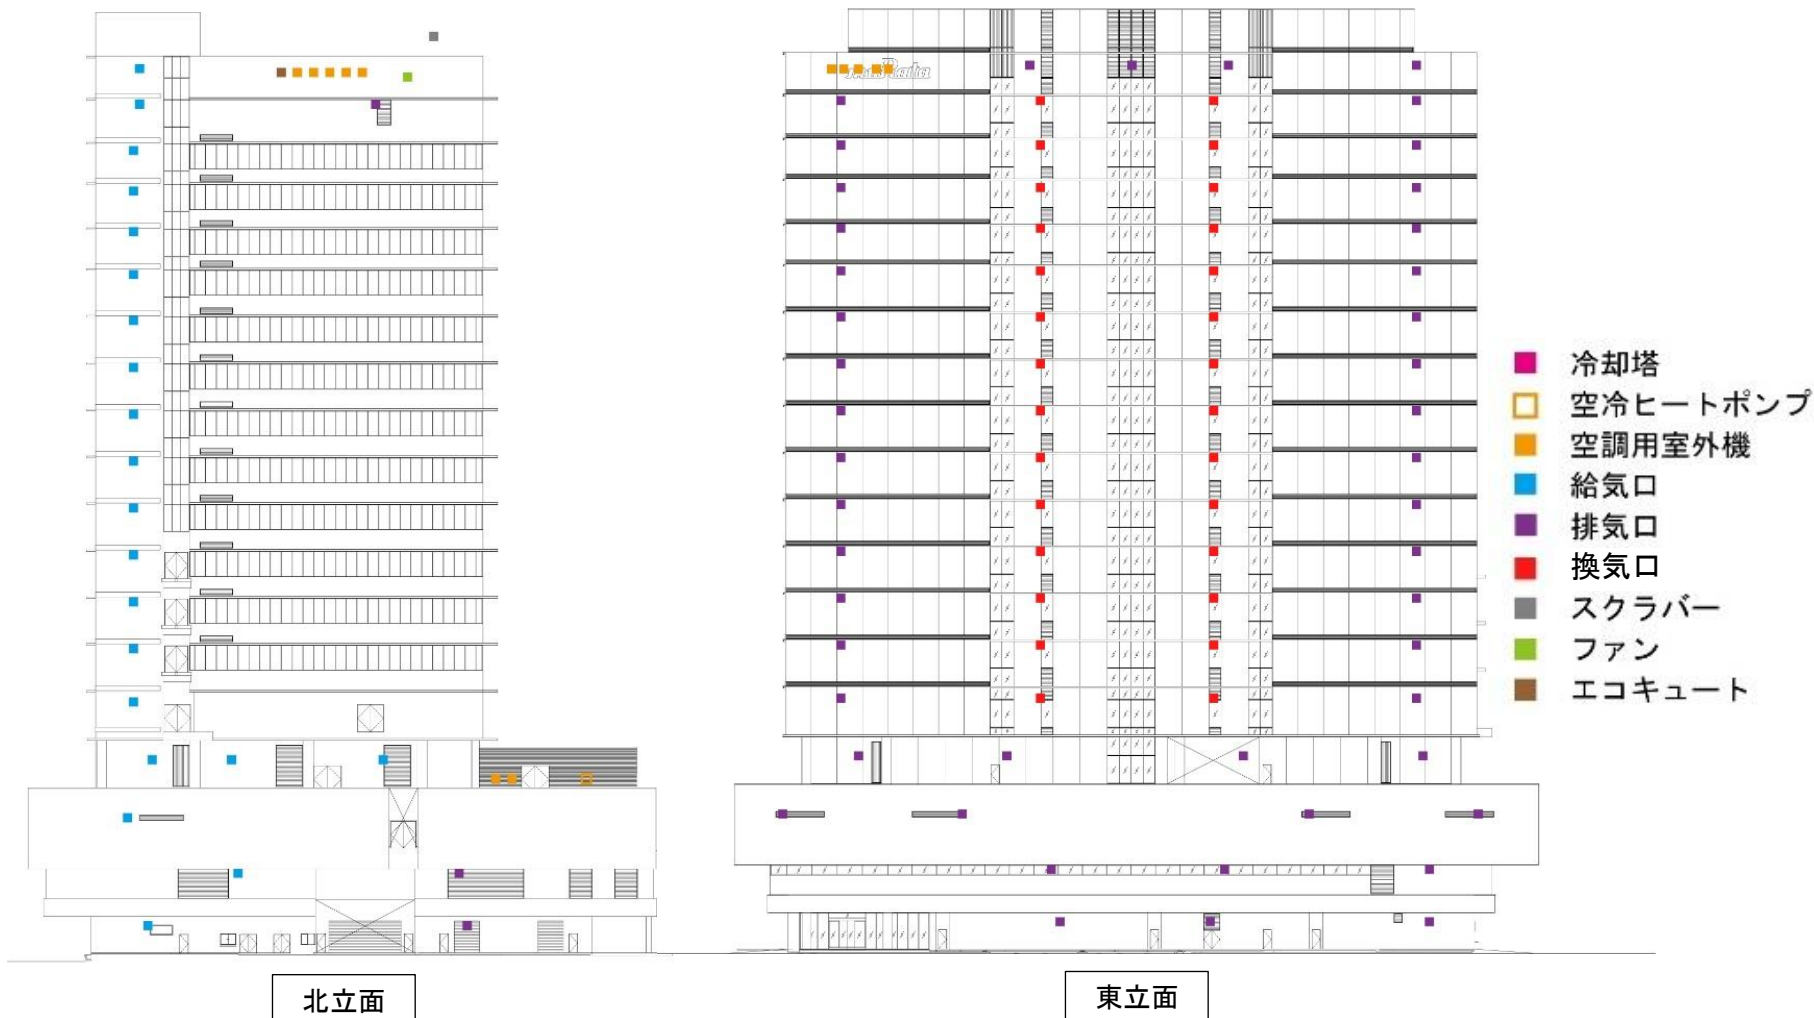 muRata
冷却塔
空冷ヒートポンプ
空調用室外機
給気口
排気口
換気口
スクラバー
ファン
エコキュート
北立面
東立面